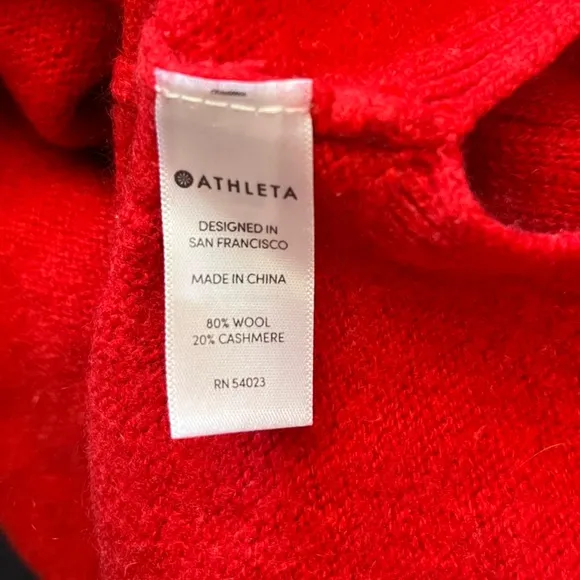 ATHLETA
DESIGNED IN
SAN FRANCISCO
MADE IN CHINA
80% WOOL
20% CASHMERE
RN 54023